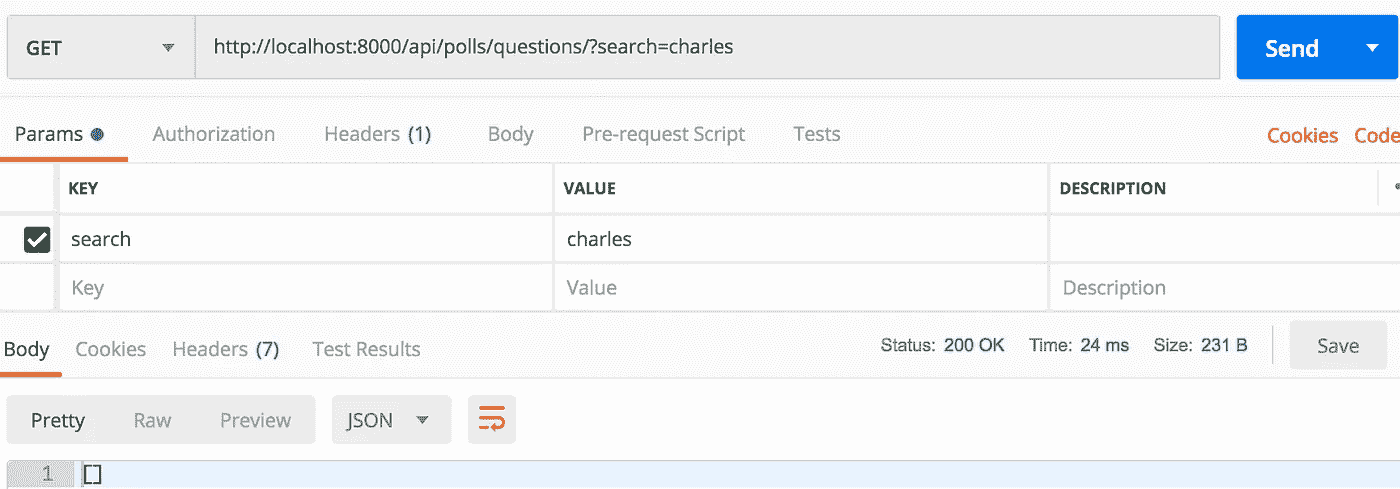 GET http://localhost:8000/api/polls/questions/?search=charles Send
Params Authorization Headers (1) Body Pre-request Script Tests Cookies Code
KEY VALUE DESCRIPTION
search charles
Key Value Description
Body Cookies Headers (7) Test Results Status: 200 OK Time: 24 ms Size: 231 B Save
Pretty Raw Preview JSON
1 []